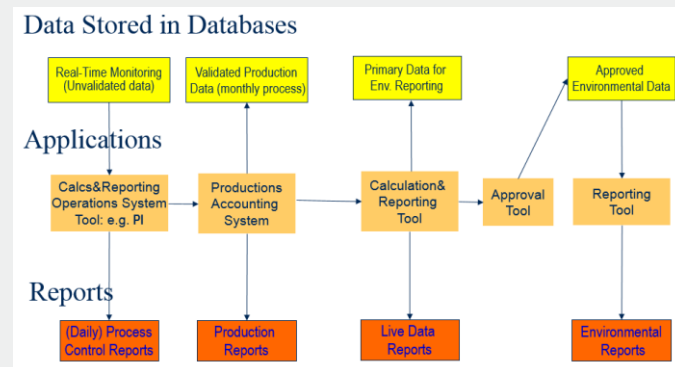 Data Stored in Databases
Real-Time Monitoring
(Unvalidated data)
Validated Production
Data (monthly process)
Primary Data for
Env. Reporting
Approved
Environmental Data
Applications
Calcs&Reporting
Operations System
Tool: e.g. PI
Productions
Accounting
System
Calculation&
Reporting Tool
Approval
Tool
Reporting
Tool
Reports
(Daily) Process
Control Reports
Production
Reports
Live Data
Reports
Environmental
Reports